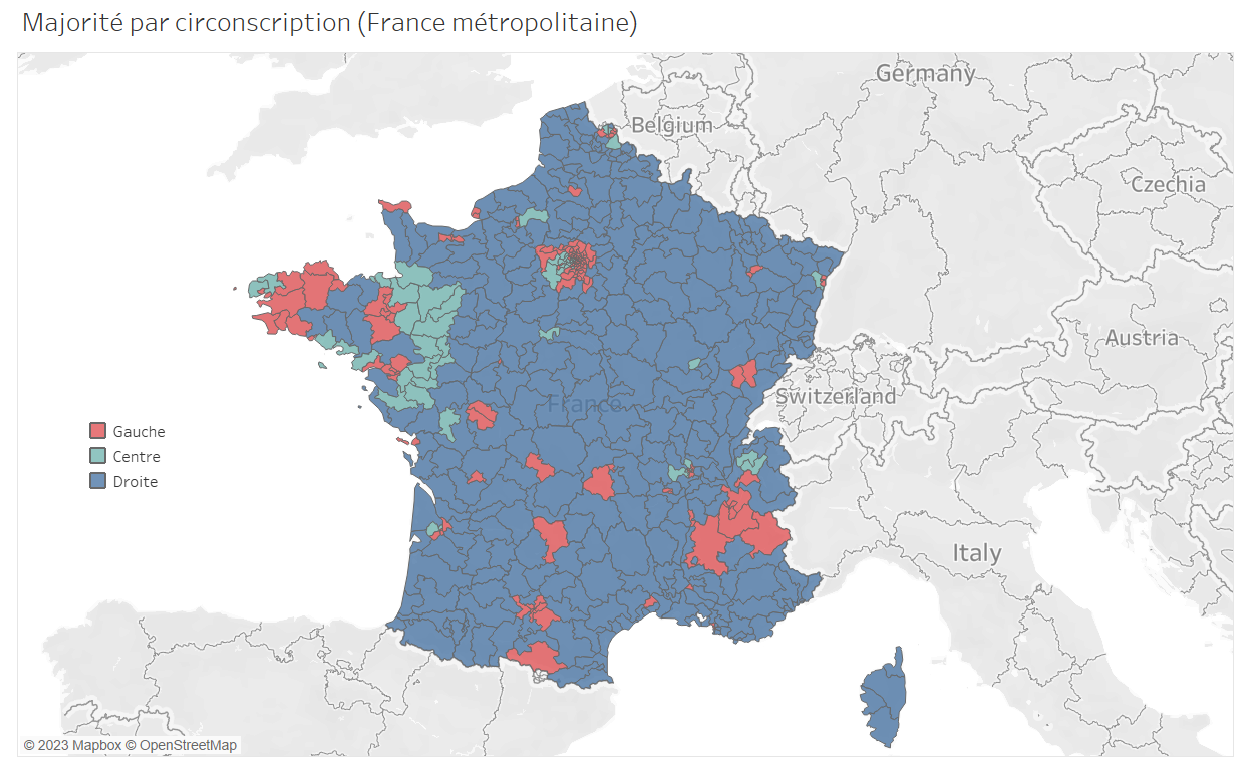 Majorité par circonscription (France métropolitaine)
Germany
Belgium
Czechia
Austria
Switzerland
France
Gauche
Centre
Droite
Italy
© 2023 Mapbox © OpenStreetMap